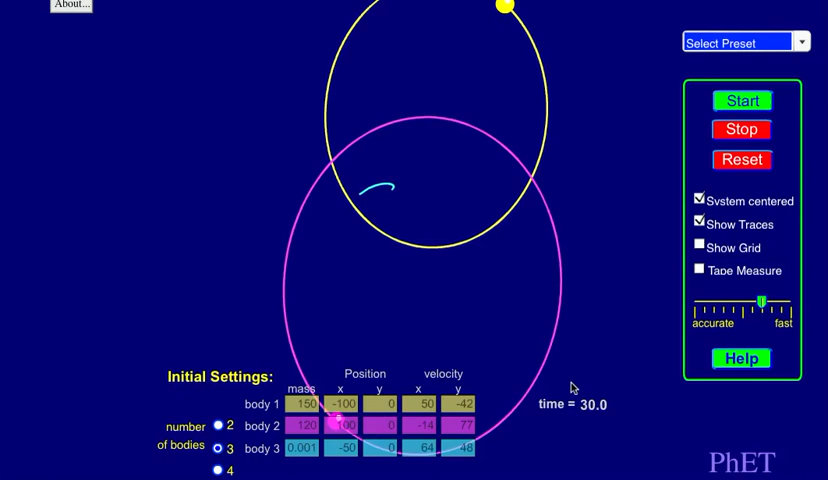 About...
Select Preset
Start
Stop
Reset
System centered
Show Traces
Show Grid
Tape Measure
accurate fast
Help
Initial Settings:
Position velocity
mass x y x y
body 1 150 -100 0 50 -42
number of bodies
2
3
4
body 2 120 100 0 -14 77
body 3 0.001 -50 0 64 48
time = 30.0
PhET